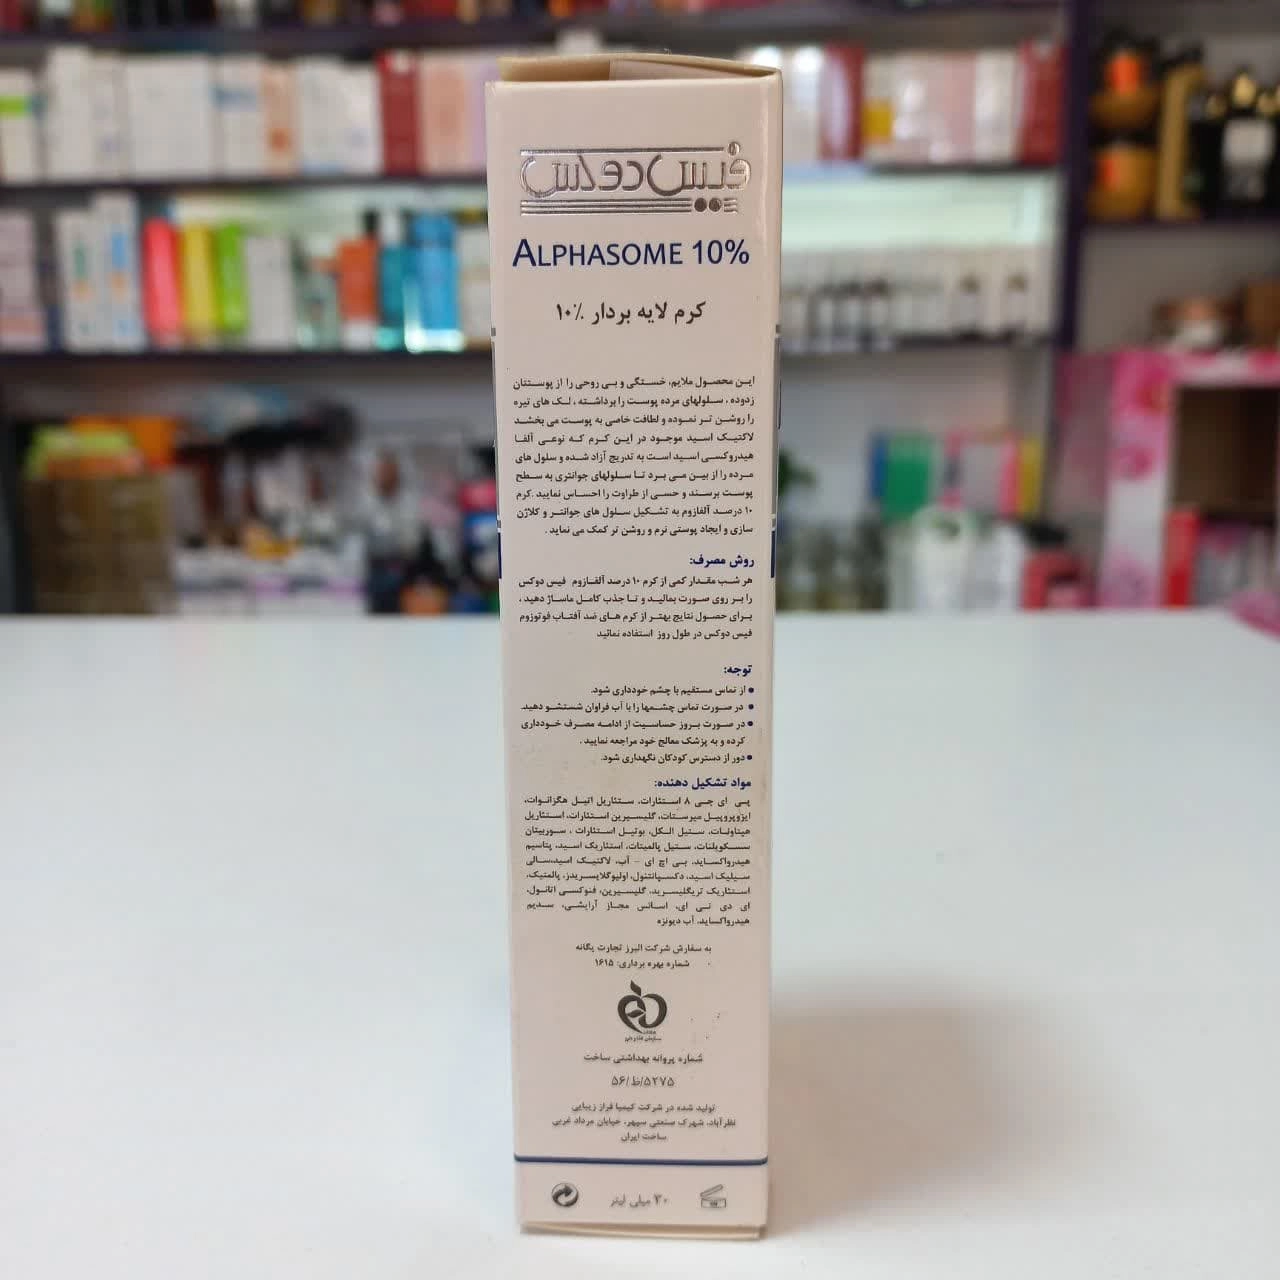 فیس دوکس
ALPHASOME 10%
کرم لایه بردار ۱۰٪
این محصول ملایم، خستگی و بی روحی را از پوستتان
زدوده ، سلولهای مرده پوست را برداشته ، لک های تیره
را روشن تر نموده و لطافت خاصی به پوست می بخشد
لاکتیک اسید موجود در این کرم که نوعی آلفا
هیدروکسی اسید است به تدریج آزاد شده و سلول های
مرده را از بین می برد تا سلولهای جوانتری به سطح
پوست برسند و حسی از طراوت را احساس نمایید .کرم
۱۰ درصد آلفازوم به تشکیل سلول های جوانتر و کلاژن
سازی و ایجاد پوستی نرم و روشن تر کمک می نماید .
روش مصرف:
هر شب مقدار کمی از کرم ۱۰ درصد آلفازوم فیس دوکس
را بر روی صورت بمالید و تا جذب کامل ماساژ دهید ،
برای حصول نتایج بهتر از کرم های ضد آفتاب فوتوزوم
فیس دوکس در طول روز استفاده نمائید
توجه:
● از تماس مستقیم با چشم خودداری شود.
● در صورت تماس چشمها را با آب فراوان شستشو دهید.
● در صورت بروز حساسیت از ادامه مصرف خودداری
کرده و به پزشک معالج خود مراجعه نمایید .
● دور از دسترس کودکان نگهداری شود.
مواد تشکیل دهنده:
پی ای جی ۸ استئارات، ستئاریل اتیل هگزانوات،
ایزوپروپیل میرستات، گلیسیرین استئارات، استئاریل
هپتاونات، ستیل الکل، بوتیل استئارات ، سوربیتان
سسکویلئات، ستیل پالمیتات، استئاریک اسید، پتاسیم
هیدرواکساید، بی اچ ای - آب، لاکتیک اسید،سالی
سیلیک اسید، دکسپانتنول، اولیوگلایسریدز، پالمتیک،
استئاریک تریگلیسرید، گلیسیرین، فنوکسی اتانول،
ای دی تی ای، اسانس مجاز آرایشی، سدیم
هیدرواکساید، آب دیونزه
به سفارش شرکت البرز تجارت یگانه
شماره بهره برداری: ۱۶۱۵
سازمان غذا و دارو
شماره پروانه بهداشتی ساخت
۵۶/ظ/۵۲۷۵
تولید شده در شرکت کیمیا فراز زیبایی
نظرآباد، شهرک صنعتی سپهر، خیابان مرداد غربی
ساخت ایران
۳۰ میلی لیتر